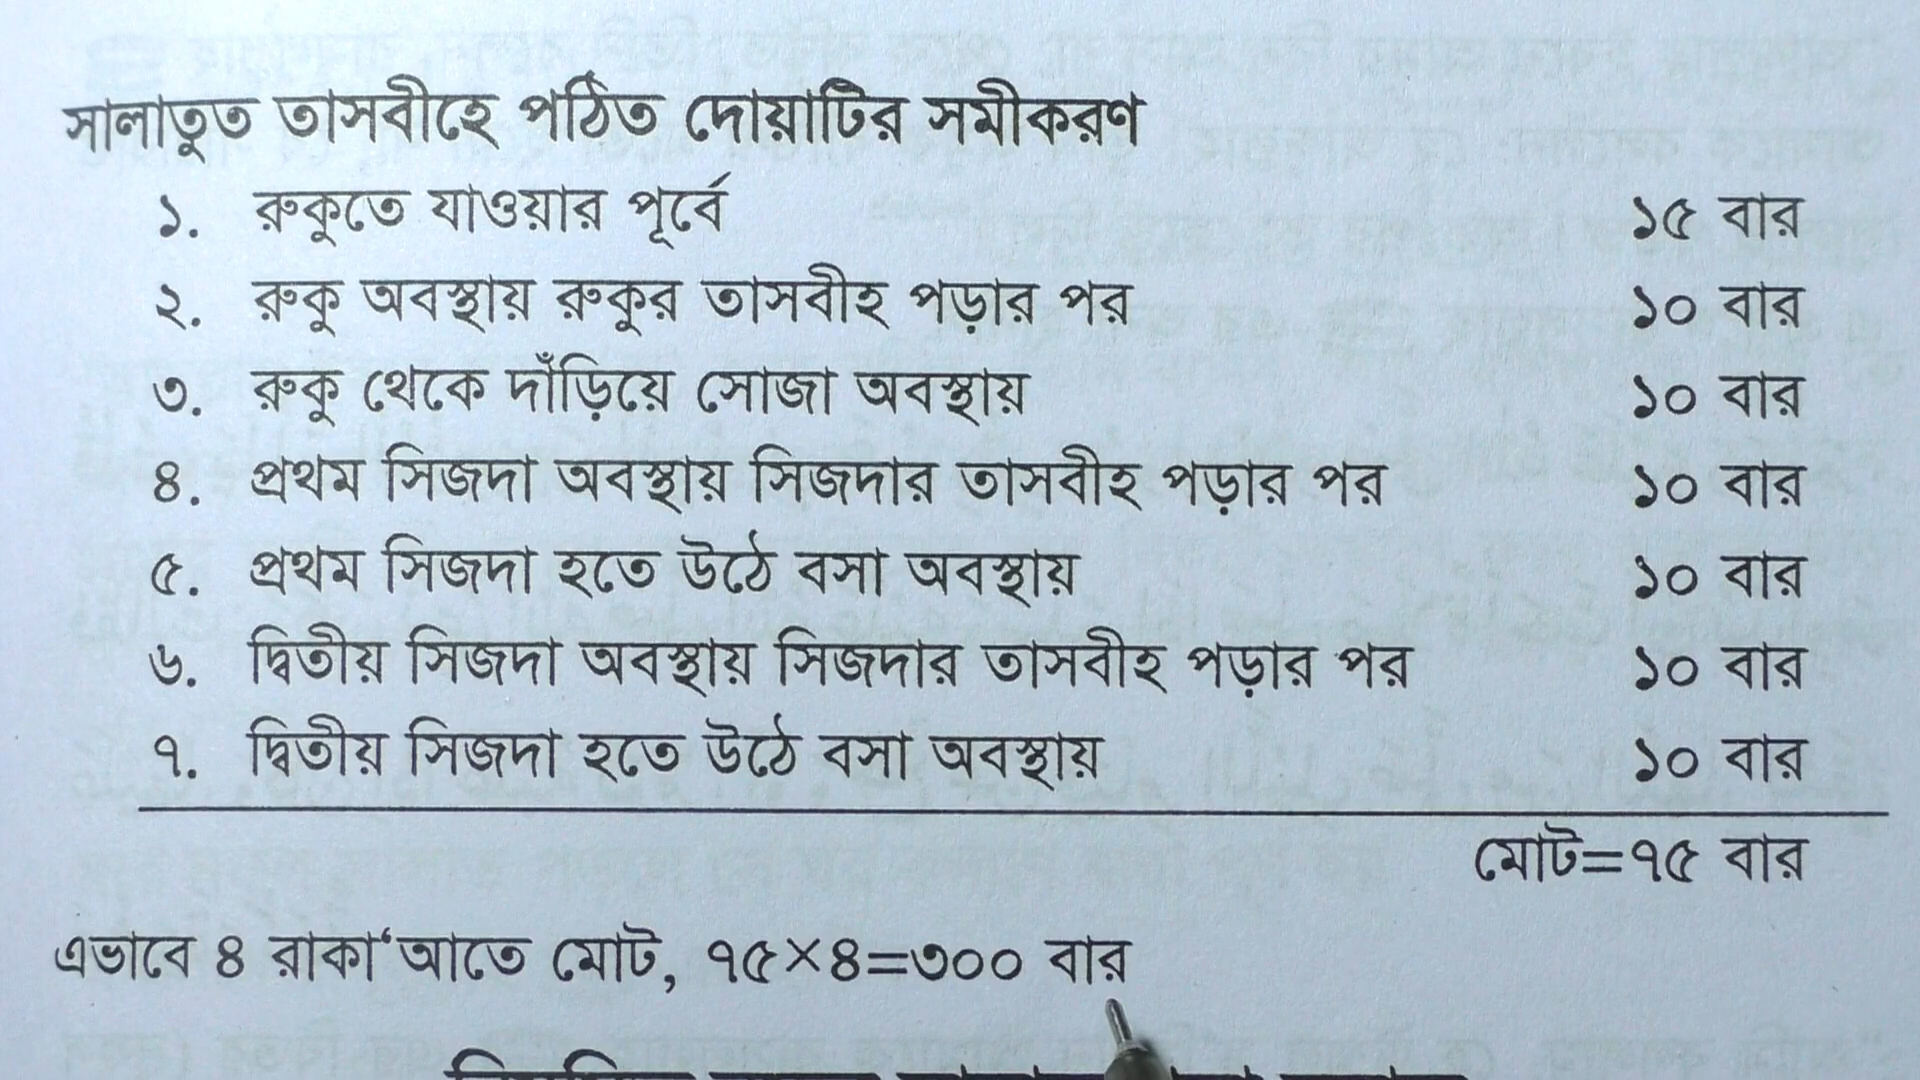 সালাতুত তাসবীহে পঠিত দোয়াটির সমীকরণ
১. রুকুতে যাওয়ার পূর্বে ১৫ বার
২. রুকু অবস্থায় রুকুর তাসবীহ পড়ার পর ১০ বার
৩. রুকু থেকে দাঁড়িয়ে সোজা অবস্থায় ১০ বার
৪. প্রথম সিজদা অবস্থায় সিজদার তাসবীহ পড়ার পর ১০ বার
৫. প্রথম সিজদা হতে উঠে বসা অবস্থায় ১০ বার
৬. দ্বিতীয় সিজদা অবস্থায় সিজদার তাসবীহ পড়ার পর ১০ বার
৭. দ্বিতীয় সিজদা হতে উঠে বসা অবস্থায় ১০ বার
মোট=৭৫ বার
এভাবে ৪ রাকা‘আতে মোট, ৭৫×৪=৩০০ বার